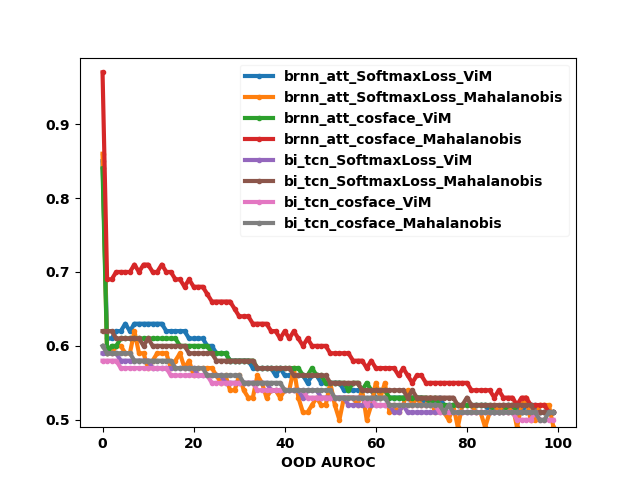 brnn_att_SoftmaxLoss_ViM
brnn_att_SoftmaxLoss_Mahalanobis
brnn_att_cosface_ViM
brnn_att_cosface_Mahalanobis
bi_tcn_SoftmaxLoss_ViM
bi_tcn_SoftmaxLoss_Mahalanobis
bi_tcn_cosface_ViM
bi_tcn_cosface_Mahalanobis
0.9
0.8
0.7
0.6
0.5
0 20 40 60 80 100
OOD AUROC